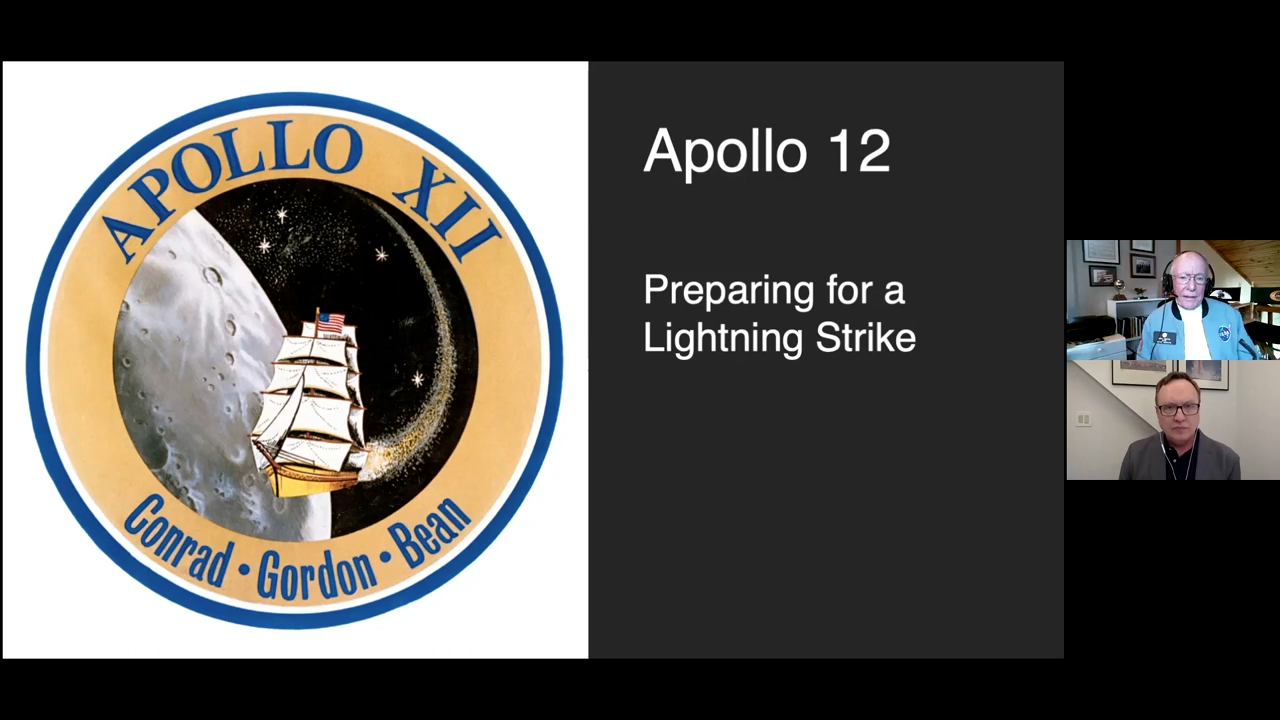 APOLLO XII
Conrad • Gordon • Bean
Apollo 12
Preparing for a
Lightning Strike